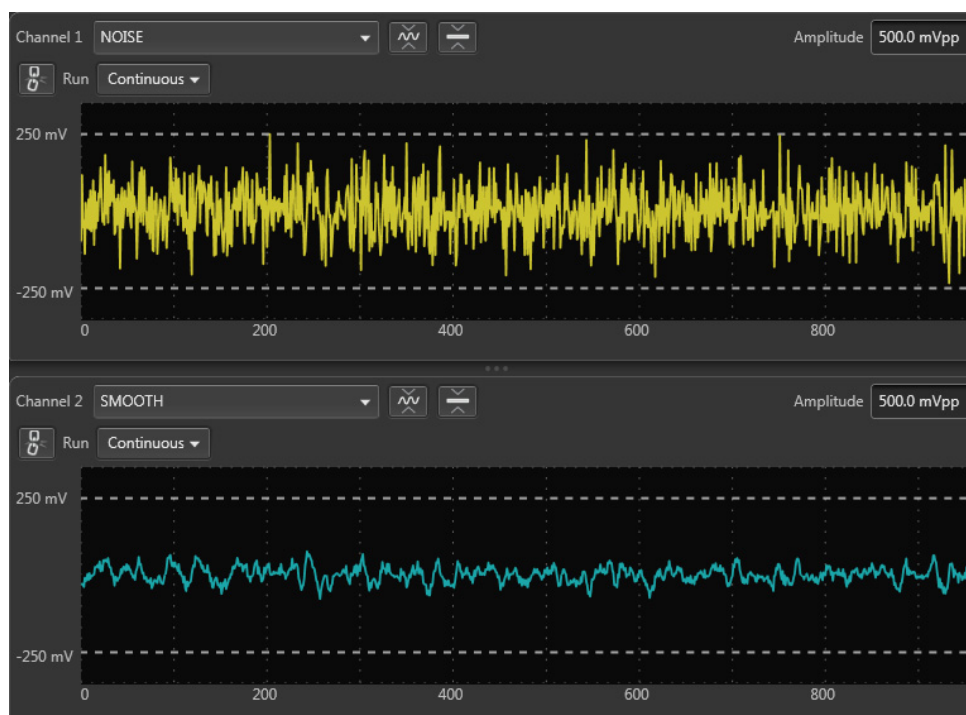 Channel 1 NOISE Amplitude 500.0 mVpp
Run Continuous
250 mV
-250 mV
0 200 400 600 800
Channel 2 SMOOTH Amplitude 500.0 mVpp
Run Continuous
250 mV
-250 mV
0 200 400 600 800